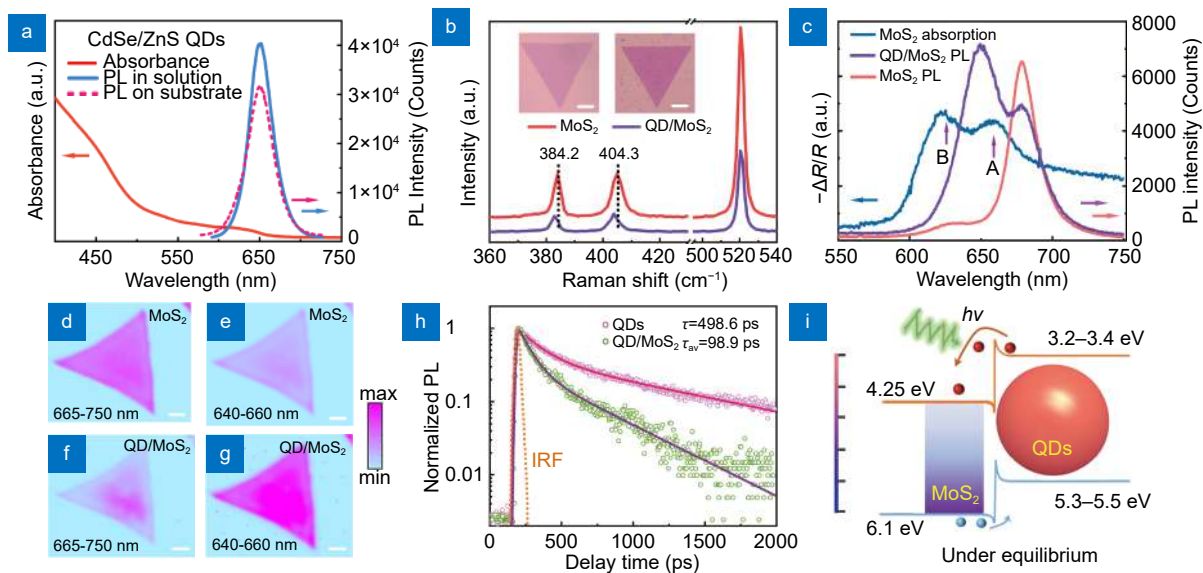 a
CdSe/ZnS QDs
Absorbance
PL in solution
PL on substrate
Absorbance (a.u.)
PL Intensity (Counts)
4×10⁴
3×10⁴
2×10⁴
1×10⁴
0
450 550 650 750
Wavelength (nm)
b
Intensity (a.u.)
MoS₂ QD/MoS₂
384.2 404.3
360 380 400 420 500 520 540
Raman shift (cm⁻¹)
c
MoS₂ absorption
QD/MoS₂ PL
MoS₂ PL
−ΔR/R (a.u.)
PL intensity (Counts)
8000
6000
4000
2000
0
B A
550 600 650 700 750
Wavelength (nm)
d
MoS₂
665-750 nm
e
MoS₂
640-660 nm
f
QD/MoS₂
665-750 nm
g
QD/MoS₂
640-660 nm
max
min
h
Normalized PL
1
0.1
0.01
QDs τ=498.6 ps
QD/MoS₂ τav=98.9 ps
IRF
0 500 1000 1500 2000
Delay time (ps)
i
hv
3.2–3.4 eV
4.25 eV
QDs
MoS₂
5.3–5.5 eV
6.1 eV
Under equilibrium